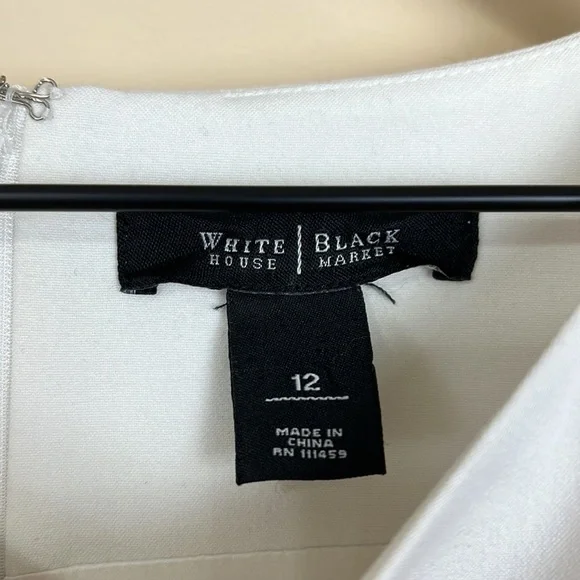 WHITE | BLACK
HOUSE | MARKET
12
MADE IN
CHINA
RN 111459